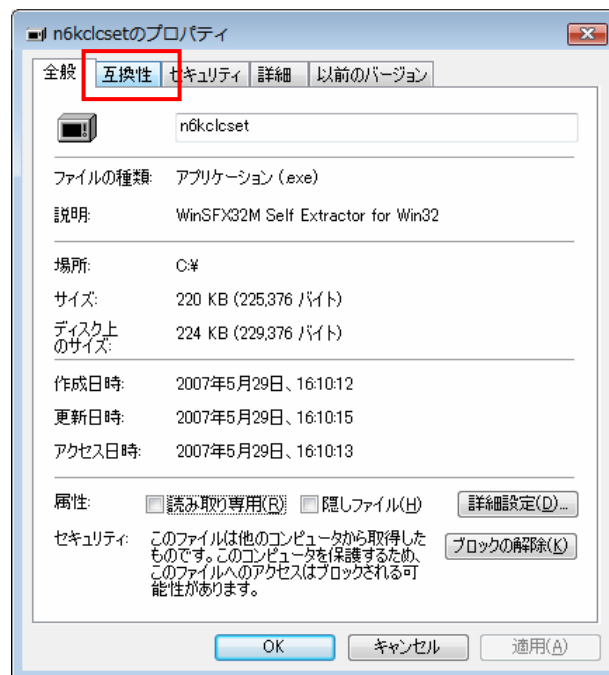 n6kclcsetのプロパティ
全般 互換性 セキュリティ 詳細 以前のバージョン
n6kclcset
ファイルの種類: アプリケーション (.exe)
説明: WinSFX32M Self Extractor for Win32
場所: C:¥
サイズ: 220 KB (225,376 バイト)
ディスク上
のサイズ: 224 KB (229,376 バイト)
作成日時: 2007年5月29日、16:10:12
更新日時: 2007年5月29日、16:10:15
アクセス日時: 2007年5月29日、16:10:13
属性: 読み取り専用(R) 隠しファイル(H) 詳細設定(D)...
セキュリティ: このファイルは他のコンピュータから取得した
ものです。このコンピュータを保護するため、
このファイルへのアクセスはブロックされる可
能性があります。
ブロックの解除(K)
OK キャンセル 適用(A)